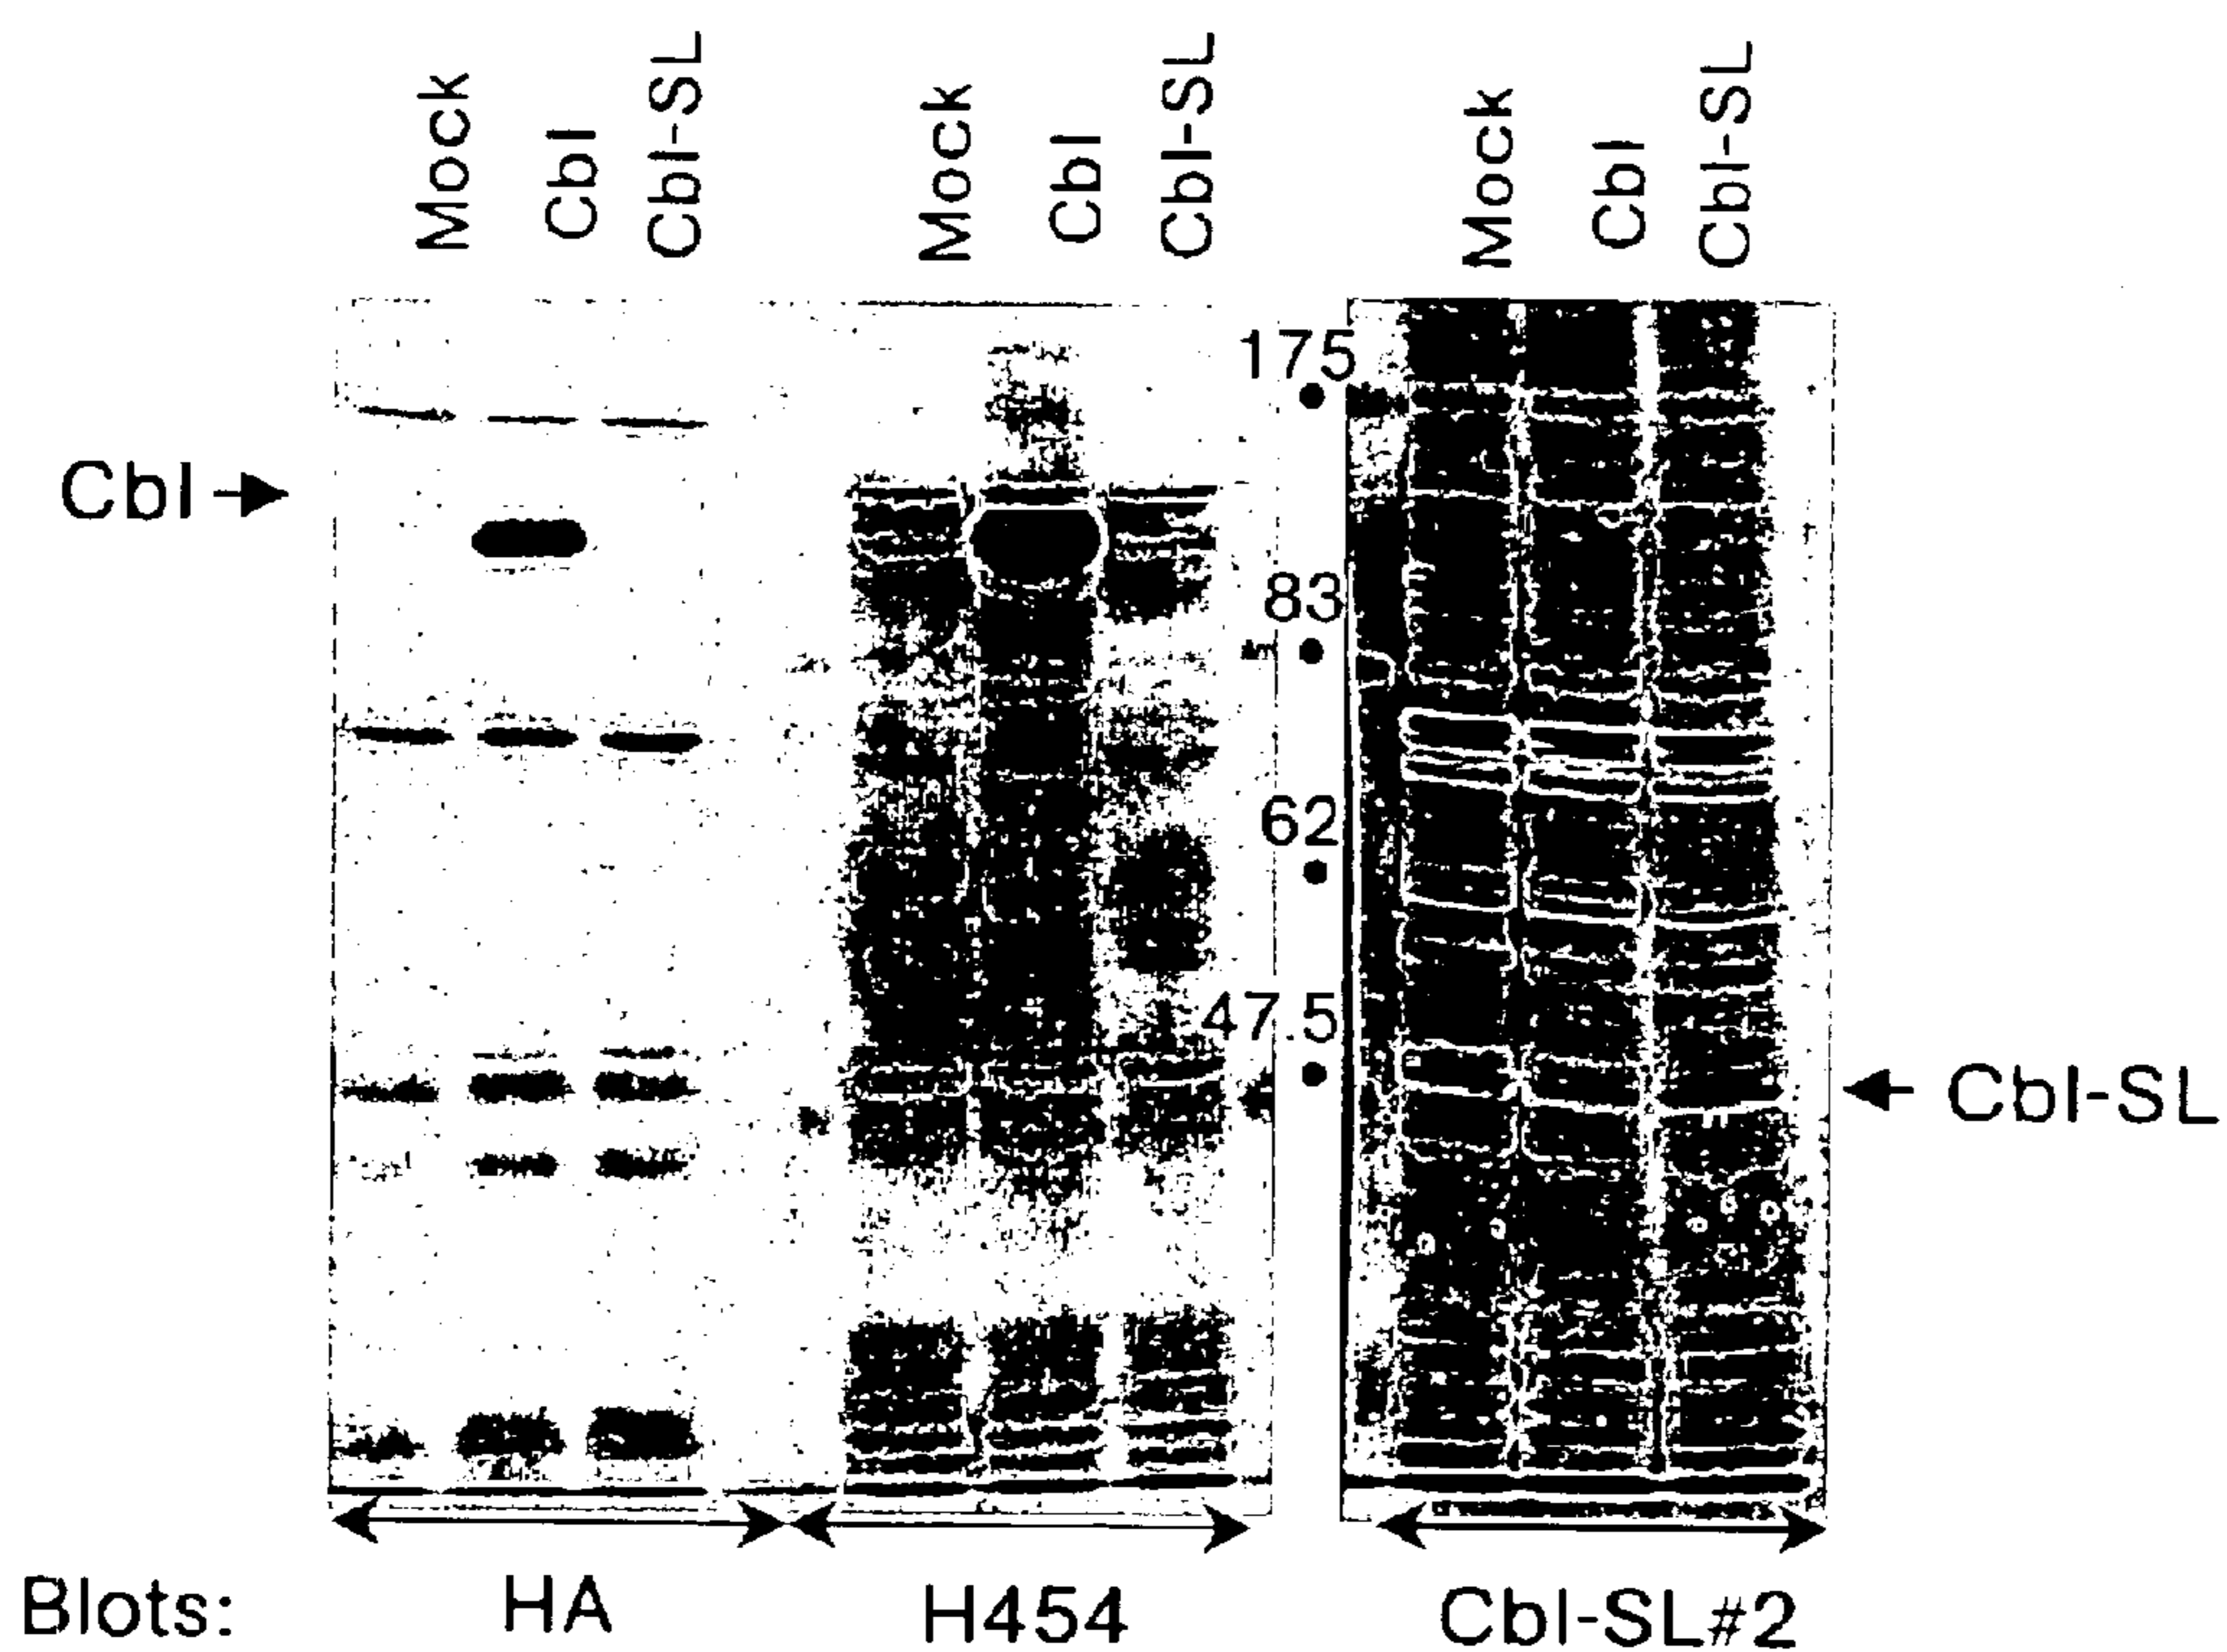 Mock Cbl Cbl-SL Mock Cbl Cbl-SL Mock Cbl Cbl-SL
175
Cbl
83
62
47.5
Cbl-SL
Blots: HA H454 Cbl-SL#2